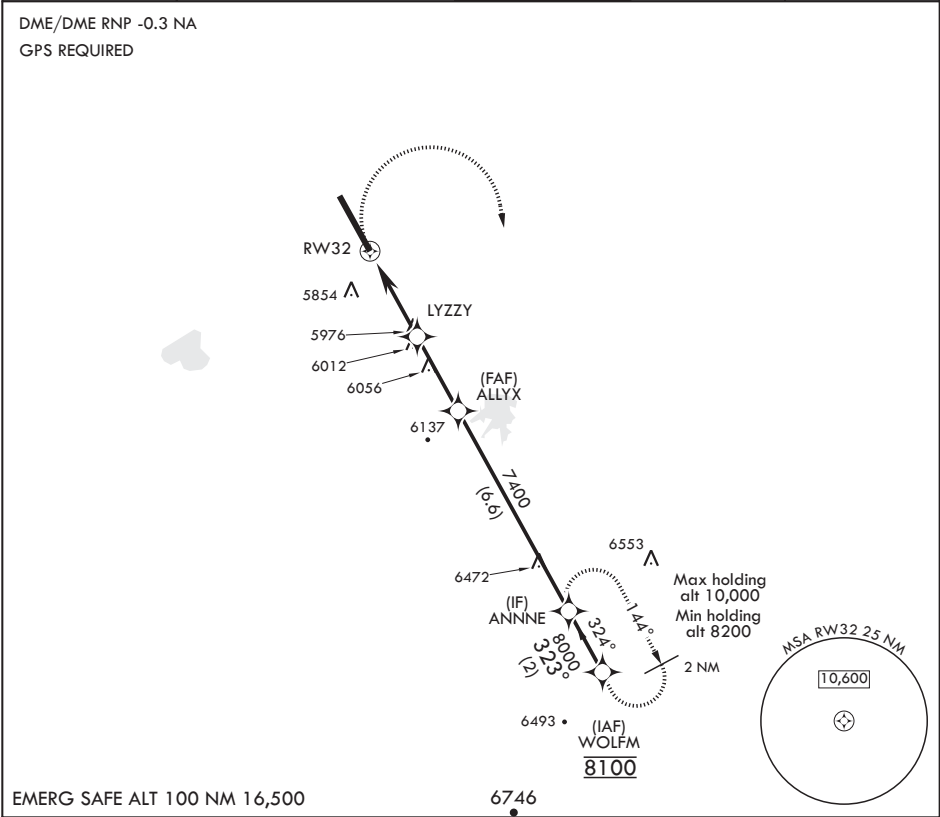 DME/DME RNP -0.3 NA
GPS REQUIRED
RW32
5854
LYZZY
5976
6012
6056
(FAF)
ALLYX
6137
7400
(6.6)
6553
6472
Max holding
alt 10,000
Min holding
alt 8200
(IF)
ANNNE
144°
324°
8000
323°
(2)
2 NM
MSA RW32 25 NM
10,600
6493
(IAF)
WOLFM
8100
EMERG SAFE ALT 100 NM 16,500
6746